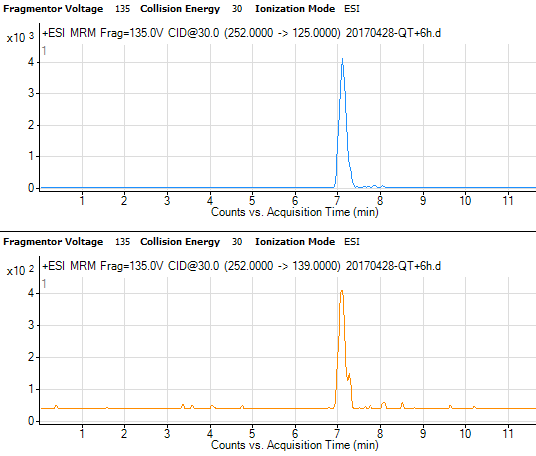 Fragmentor Voltage 135 Collision Energy 30 Ionization Mode ESI
x10 3 +ESI MRM Frag=135.0V CID@30.0 (252.0000 -> 125.0000) 20170428-QT+6h.d
1
4
3
2
1
0
1 2 3 4 5 6 7 8 9 10 11
Counts vs. Acquisition Time (min)
Fragmentor Voltage 135 Collision Energy 30 Ionization Mode ESI
x10 2 +ESI MRM Frag=135.0V CID@30.0 (252.0000 -> 139.0000) 20170428-QT+6h.d
1
4
3
2
1
0
1 2 3 4 5 6 7 8 9 10 11
Counts vs. Acquisition Time (min)